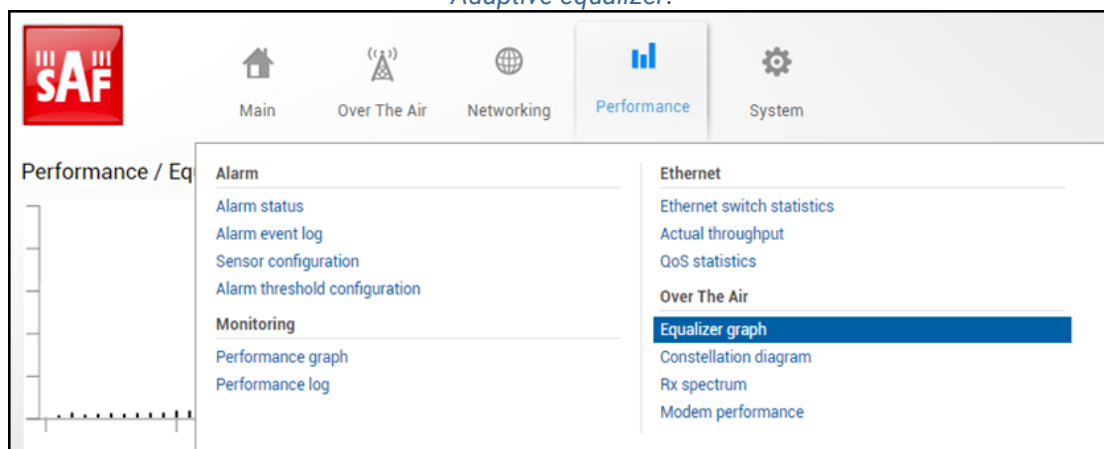 Adaptive equalizer.
SAF
Main
Over The Air
Networking
Performance
System
Performance / Eq
Alarm
Alarm status
Alarm event log
Sensor configuration
Alarm threshold configuration
Monitoring
Performance graph
Performance log
Ethernet
Ethernet switch statistics
Actual throughput
QoS statistics
Over The Air
Equalizer graph
Constellation diagram
Rx spectrum
Modem performance